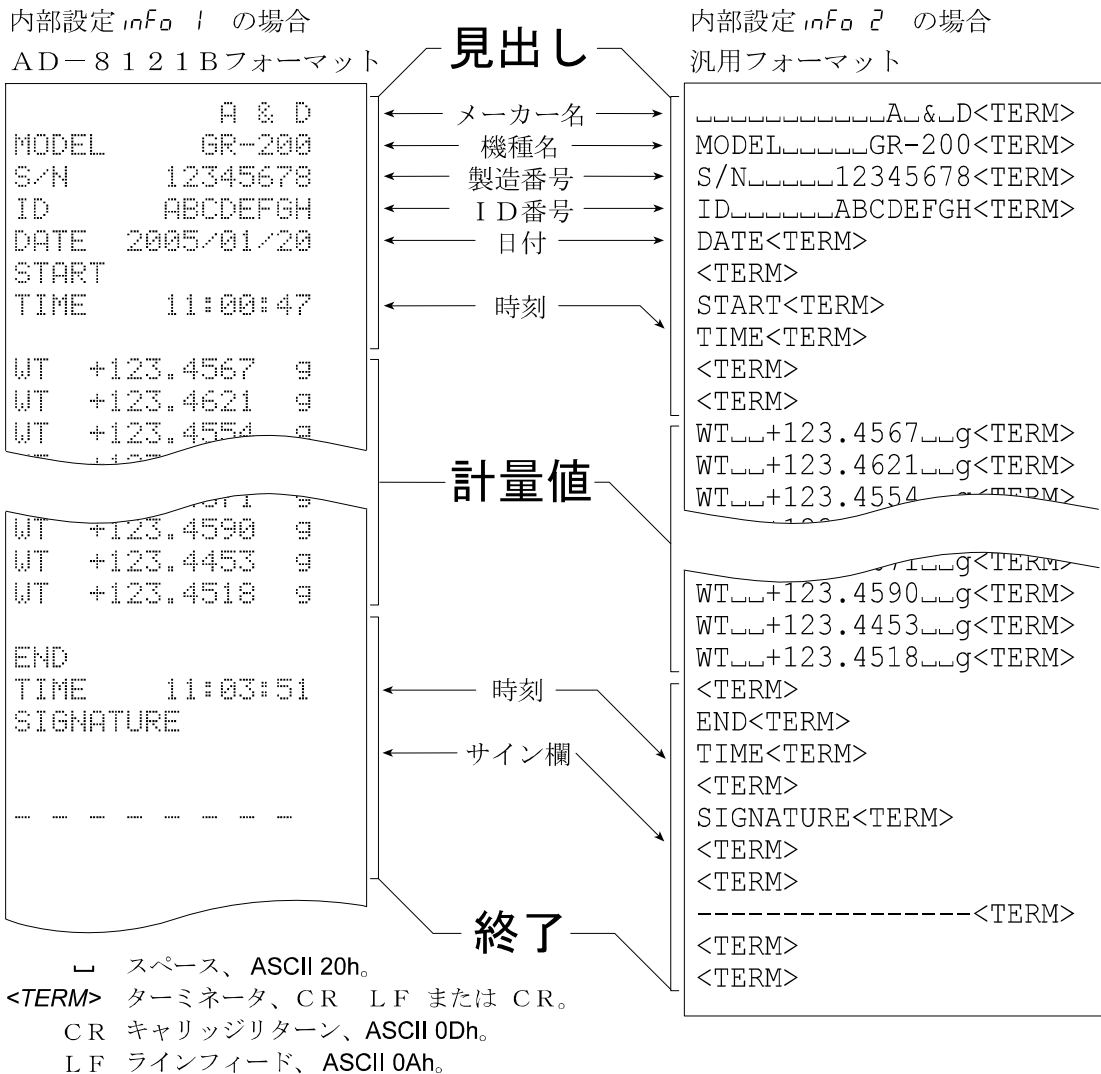 内部設定 inFo 1 の場合
AD-8121Bフォーマット
A & D
MODEL GR-200
S/N 12345678
ID ABCDEFGH
DATE 2005/01/20
START
TIME 11:00:47
WT +123.4567 g
WT +123.4621 g
WT +123.4554 g
WT +123.4590 g
WT +123.4453 g
WT +123.4518 g
END
TIME 11:03:51
SIGNATURE
- - - - - - - -
見出し
メーカー名
機種名
製造番号
ID番号
日付
時刻
計量値
時刻
サイン欄
終了
内部設定 inFo 2 の場合
汎用フォーマット
␣␣␣␣␣␣␣␣␣␣␣A␣&␣D<TERM>
MODEL␣␣␣␣␣GR-200<TERM>
S/N␣␣␣␣␣12345678<TERM>
ID␣␣␣␣␣␣ABCDEFGH<TERM>
DATE<TERM>
<TERM>
START<TERM>
TIME<TERM>
<TERM>
<TERM>
WT␣␣+123.4567␣␣g<TERM>
WT␣␣+123.4621␣␣g<TERM>
WT␣␣+123.4554␣␣g<TERM>
␣␣g<TERM>
WT␣␣+123.4590␣␣g<TERM>
WT␣␣+123.4453␣␣g<TERM>
WT␣␣+123.4518␣␣g<TERM>
<TERM>
END<TERM>
TIME<TERM>
<TERM>
SIGNATURE<TERM>
<TERM>
<TERM>
----------------<TERM>
<TERM>
<TERM>
␣ スペース、ASCII 20h。
<TERM> ターミネータ、CR LF または CR。
CR キャリッジリターン、ASCII 0Dh。
LF ラインフィード、ASCII 0Ah。